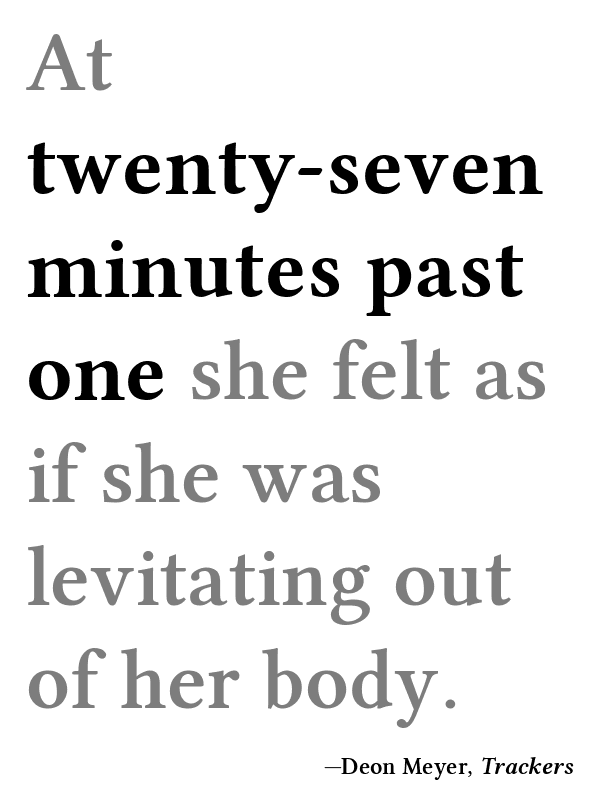 At
twenty-seven
minutes past
one she felt as
if she was
levitating out
of her body.
—Deon Meyer, Trackers